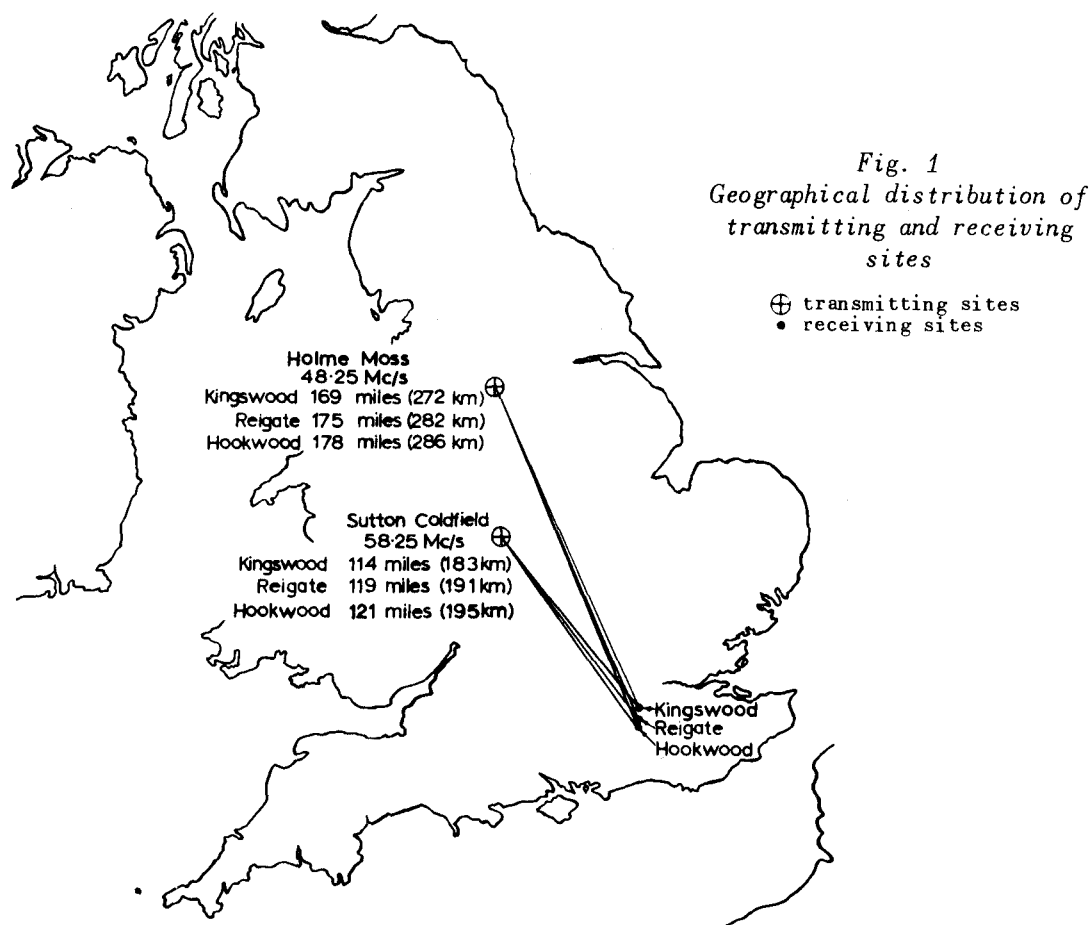 Fig. 1
Geographical distribution of
transmitting and receiving
sites
⊕ transmitting sites
• receiving sites
Holme Moss
48·25 Mc/s
Kingswood 169 miles (272 km)
Reigate 175 miles (282 km)
Hookwood 178 miles (286 km)
Sutton Coldfield
58·25 Mc/s
Kingswood 114 miles (183km)
Reigate 119 miles (191 km)
Hookwood 121 miles (195km)
Kingswood
Reigate
Hookwood